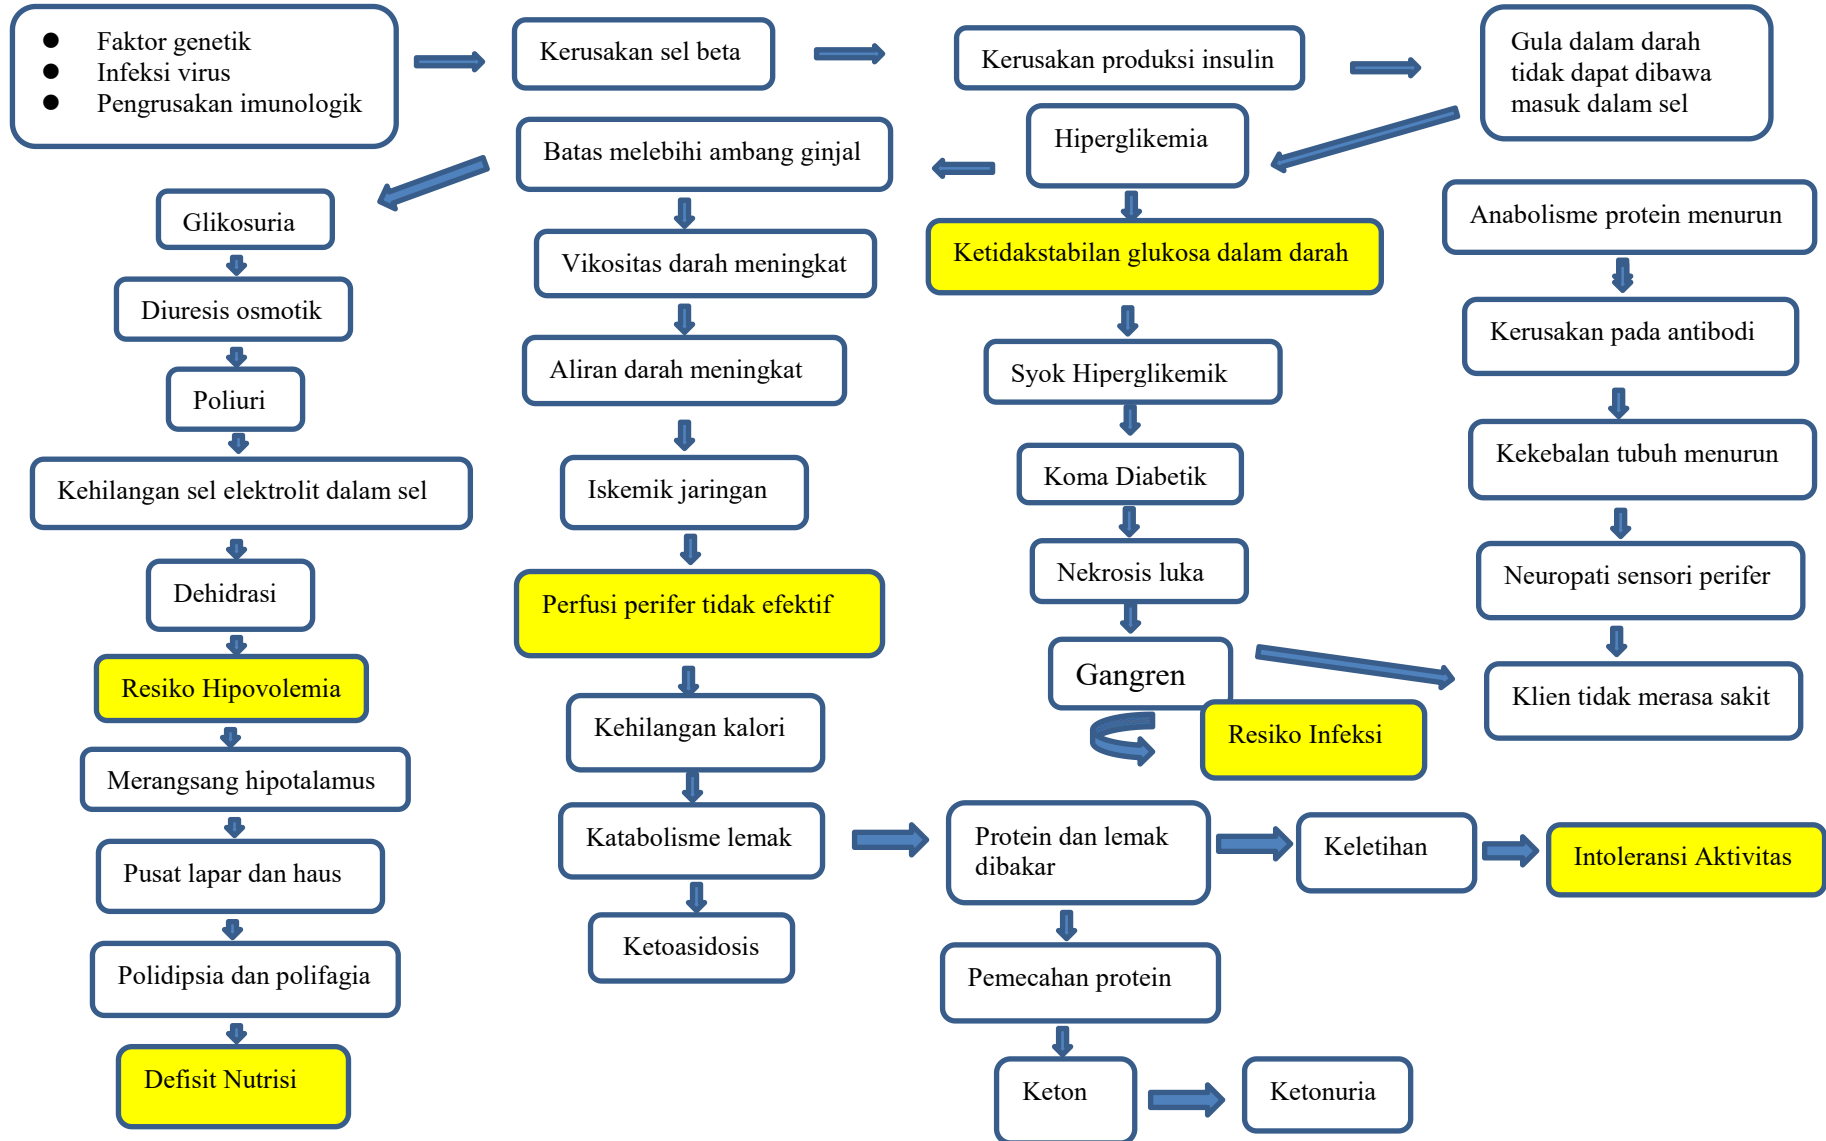 Faktor genetik
Infeksi virus
Pengrusakan imunologik
Kerusakan sel beta
Kerusakan produksi insulin
Gula dalam darah
tidak dapat dibawa
masuk dalam sel
Hiperglikemia
Batas melebihi ambang ginjal
Glikosuria
Diuresis osmotik
Poliuri
Kehilangan sel elektrolit dalam sel
Dehidrasi
Resiko Hipovolemia
Merangsang hipotalamus
Pusat lapar dan haus
Polidipsia dan polifagia
Defisit Nutrisi
Vikositas darah meningkat
Aliran darah meningkat
Iskemik jaringan
Perfusi perifer tidak efektif
Kehilangan kalori
Katabolisme lemak
Ketoasidosis
Ketidakstabilan glukosa dalam darah
Syok Hiperglikemik
Koma Diabetik
Nekrosis luka
Gangren
Resiko Infeksi
Anabolisme protein menurun
Kerusakan pada antibodi
Kekebalan tubuh menurun
Neuropati sensori perifer
Klien tidak merasa sakit
Protein dan lemak
dibakar
Keletihan
Intoleransi Aktivitas
Pemecahan protein
Keton
Ketonuria